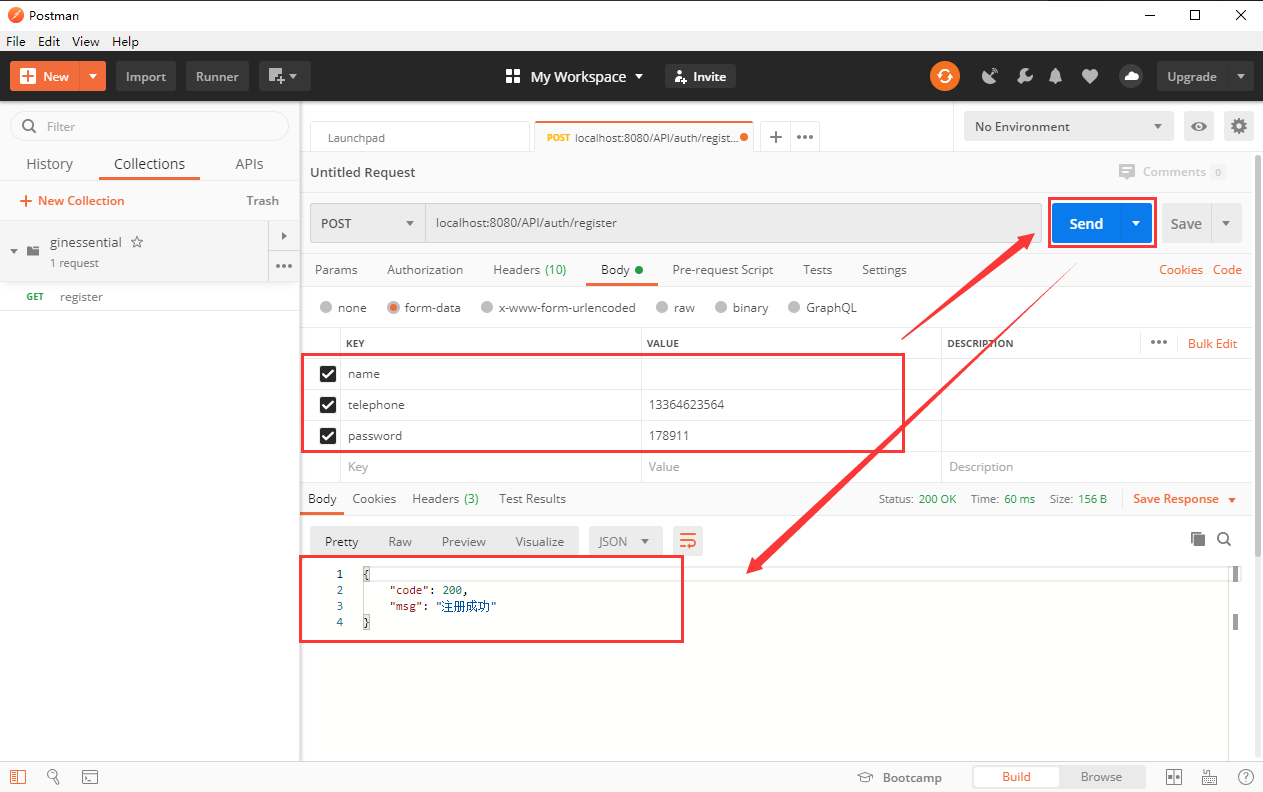 Postman
File Edit View Help
New Import Runner My Workspace Invite Upgrade
Filter
History Collections APIs
New Collection Trash
ginessential
1 request
GET register
Launchpad POST localhost:8080/API/auth/regist... No Environment
Untitled Request Comments 0
POST localhost:8080/API/auth/register Send Save
Params Authorization Headers (10) Body Pre-request Script Tests Settings Cookies Code
none form-data x-www-form-urlencoded raw binary GraphQL
KEY VALUE DESCRIPTION Bulk Edit
name
telephone 13364623564
password 178911
Key Value Description
Body Cookies Headers (3) Test Results Status: 200 OK Time: 60 ms Size: 156 B Save Response
Pretty Raw Preview Visualize JSON
1 {
2 "code": 200,
3 "msg": "注册成功"
4 }
Bootcamp Build Browse